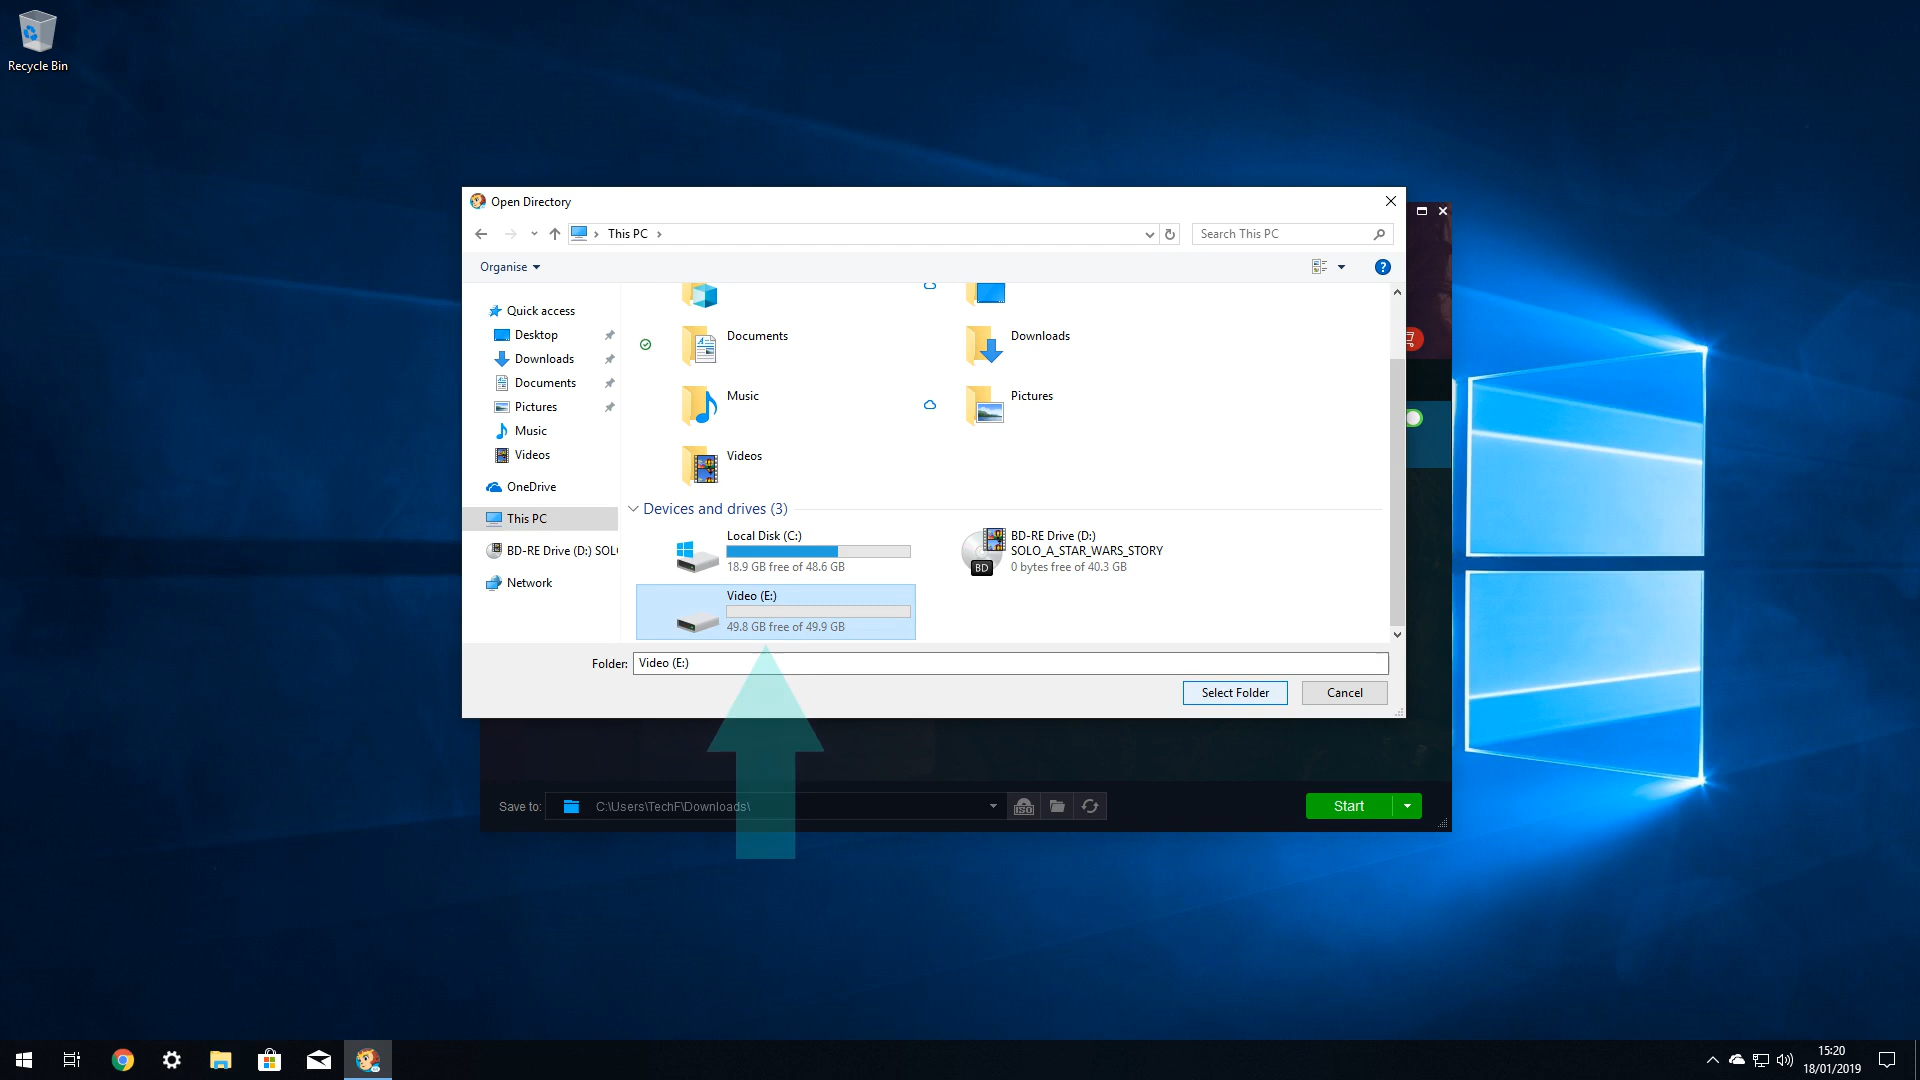 Recycle Bin
Open Directory
This PC
Search This PC
Organise
?
Quick access
Desktop
Downloads
Documents
Pictures
Music
Videos
OneDrive
This PC
BD-RE Drive (D:) SOL
Network
Documents
Downloads
Music
Pictures
Videos
Devices and drives (3)
Local Disk (C:)
18.9 GB free of 48.6 GB
BD-RE Drive (D:)
SOLO_A_STAR_WARS_STORY
0 bytes free of 40.3 GB
BD
Video (E:)
49.8 GB free of 49.9 GB
Folder:
Video (E:)
Select Folder
Cancel
Save to:
C:\Users\TechF\Downloads\
ISO
Start
15:20
18/01/2019